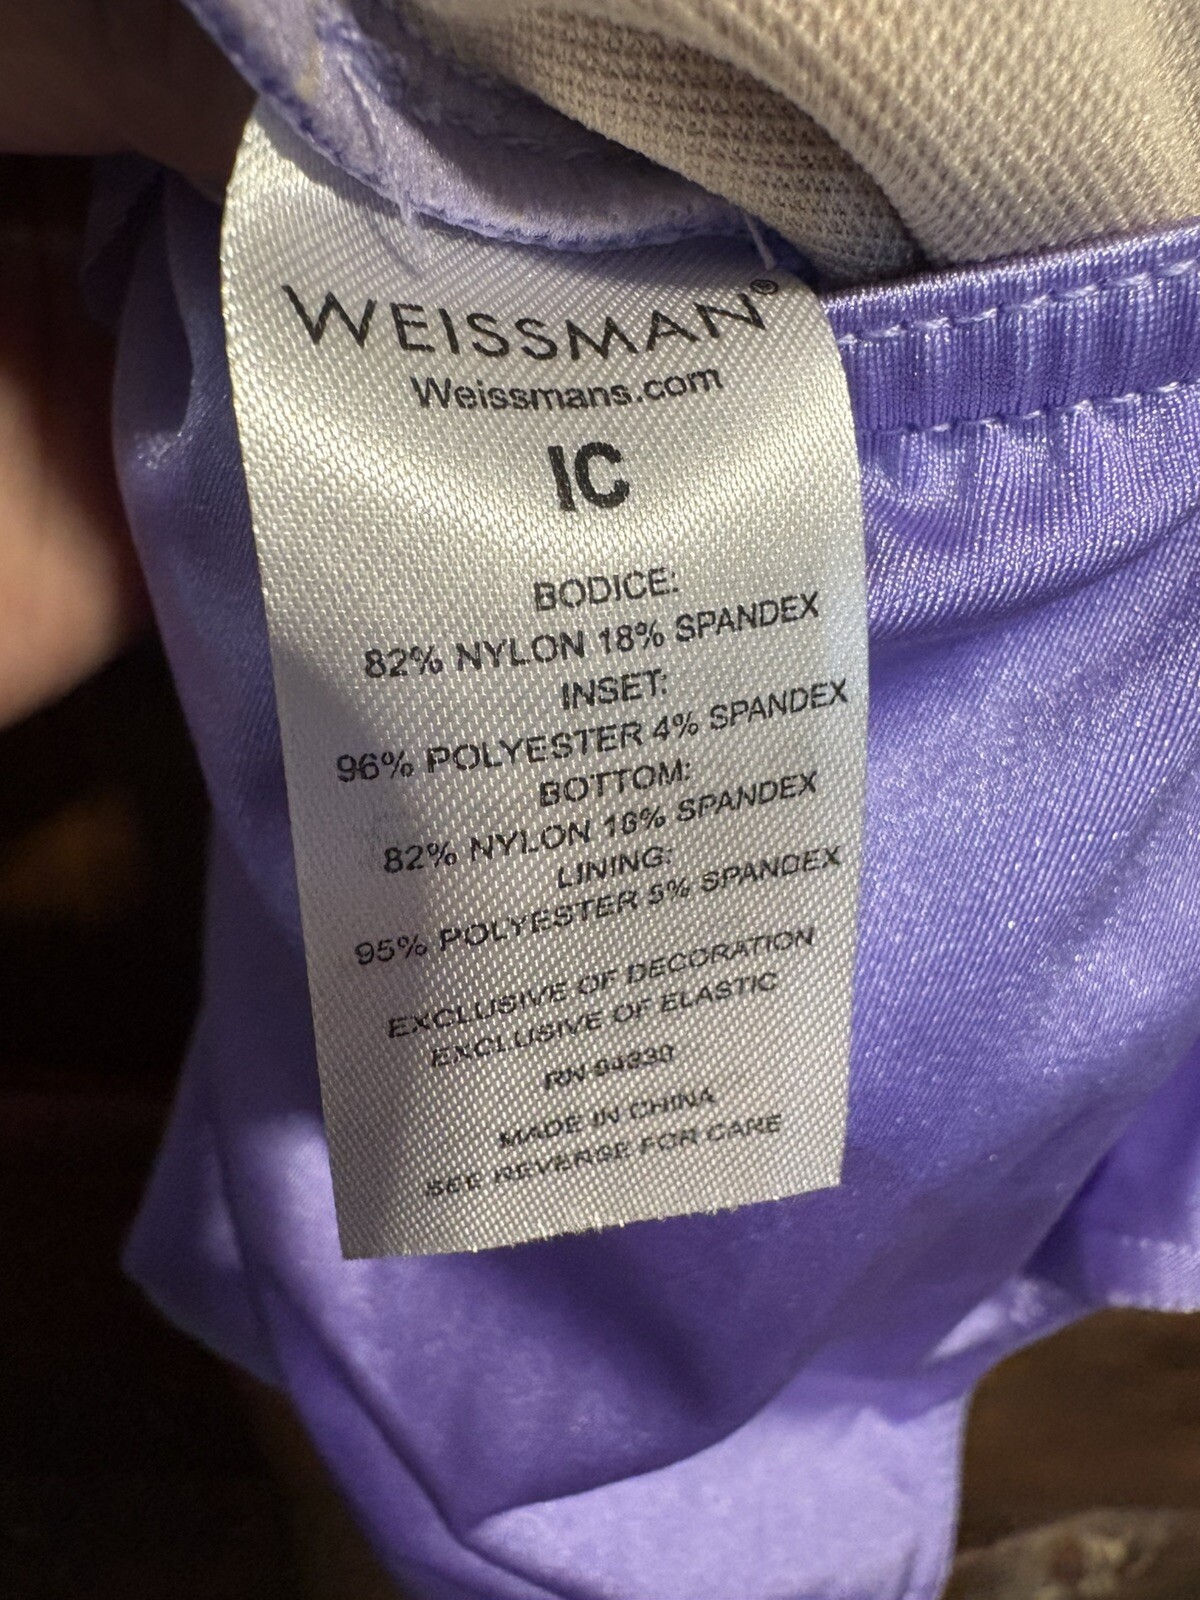 WEISSMAN®
Weissmans.com
IC
BODICE:
82% NYLON 18% SPANDEX
INSET:
96% POLYESTER 4% SPANDEX
BOTTOM:
82% NYLON 18% SPANDEX
LINING:
95% POLYESTER 5% SPANDEX
EXCLUSIVE OF DECORATION
EXCLUSIVE OF ELASTIC
RN
MADE IN CHINA
SEE REVERSE FOR CARE